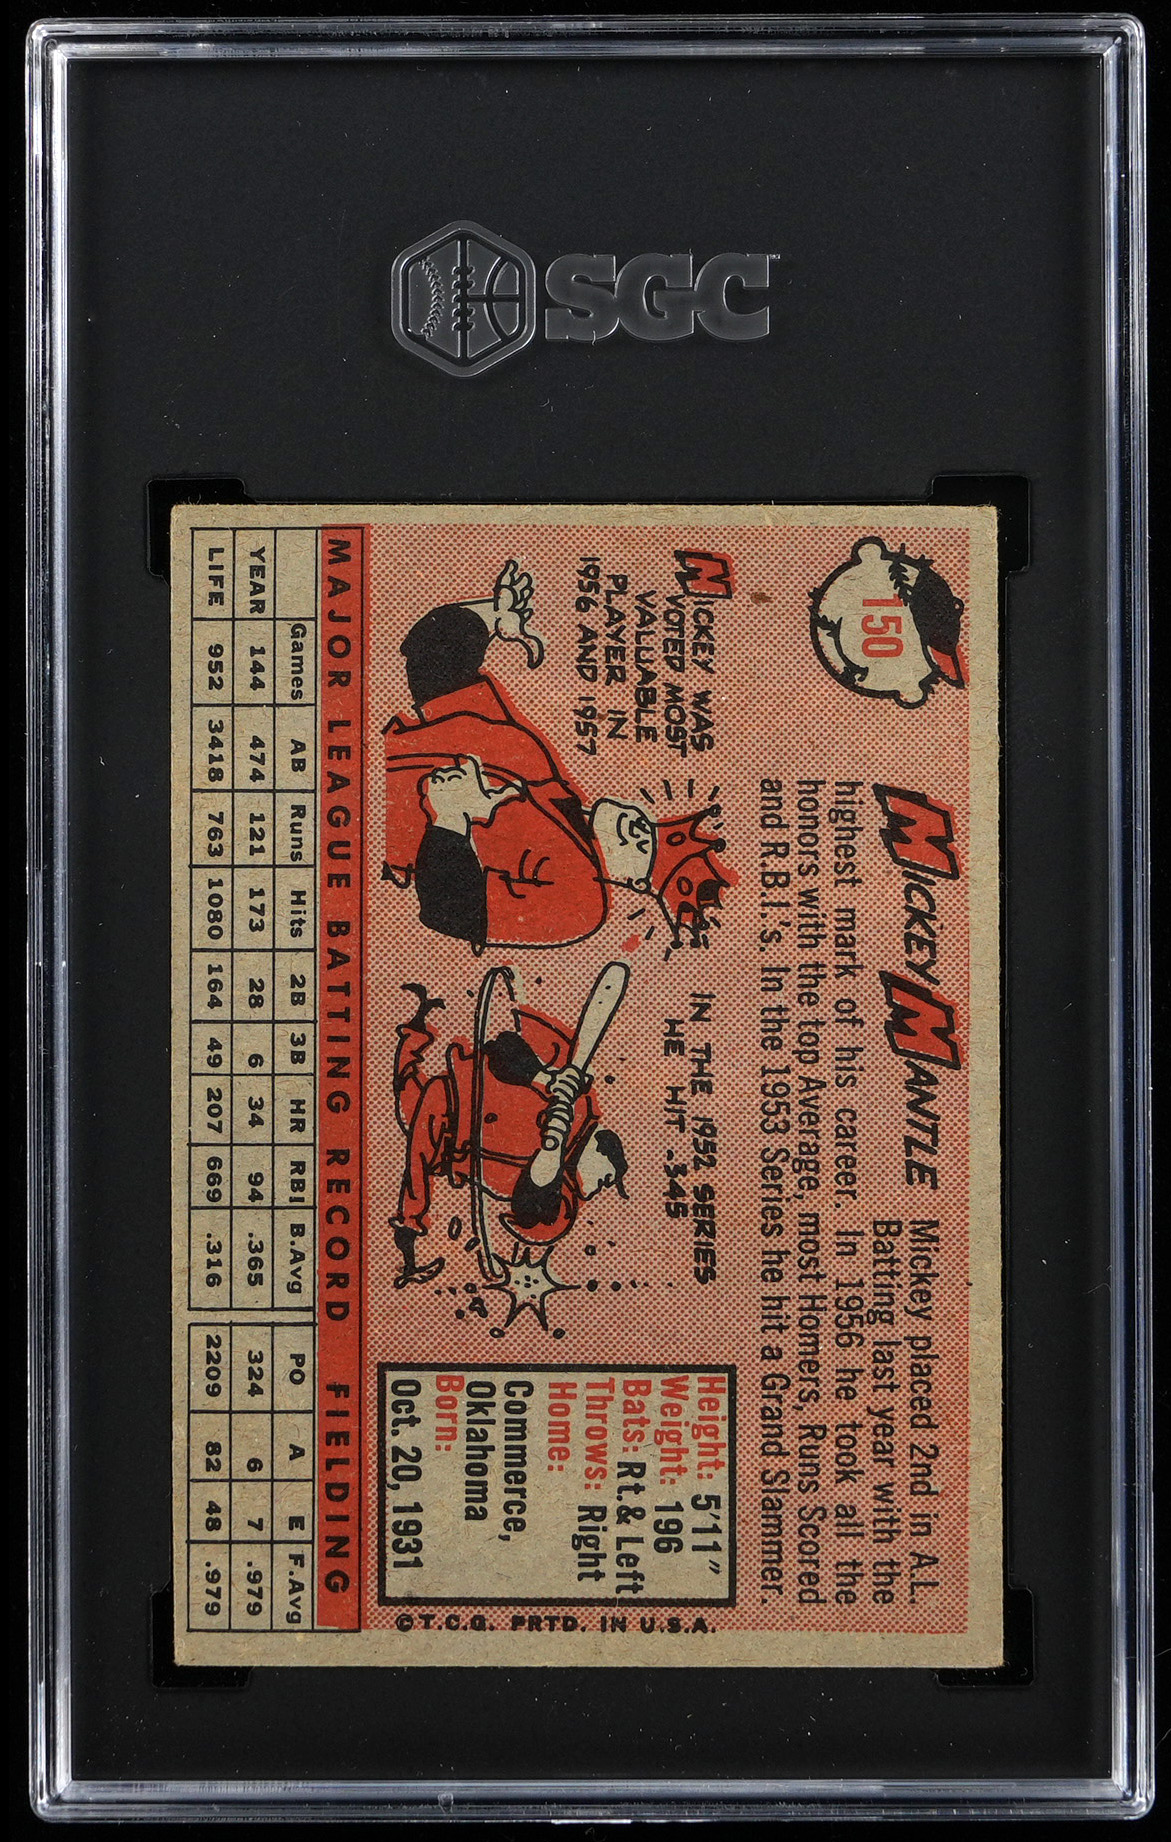 SGC
150
MICKEY MANTLE Mickey placed 2nd in A.L.
Batting last year with the
highest mark of his career. In 1956 he took all the
honors with the top Average, most Homers, Runs Scored
and R.B.I.'s. In the 1953 Series he hit a Grand Slammer.
MICKEY WAS
VOTED MOST
VALUABLE
PLAYER IN
1956 AND 1957
IN THE 1952 SERIES
HE HIT .345
Height: 5'11"
Weight: 196
Bats: Rt. & Left
Throws: Right
Home:
Commerce,
Oklahoma
Born:
Oct. 20, 1931
©T.C.G. PRTD. IN U.S.A.
MAJOR LEAGUE BATTING RECORD FIELDING
Games AB Runs Hits 2B 3B HR RBI B.Avg PO A E F.Avg
YEAR 144 474 121 173 28 6 34 94 .365 324 6 7 .979
LIFE 952 3418 763 1080 164 49 207 669 .316 2209 82 48 .979